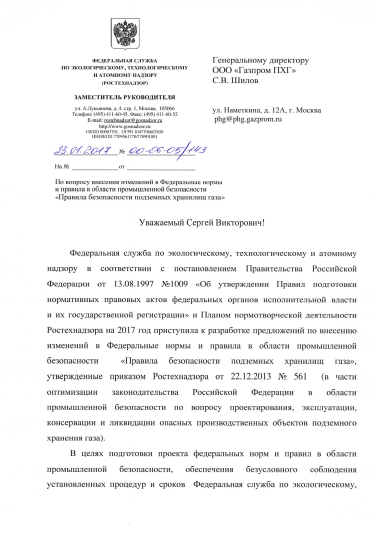 ФЕДЕРАЛЬНАЯ СЛУЖБА
ПО ЭКОЛОГИЧЕСКОМУ, ТЕХНОЛОГИЧЕСКОМУ
И АТОМНОМУ НАДЗОРУ
(РОСТЕХНАДЗОР)
ЗАМЕСТИТЕЛЬ РУКОВОДИТЕЛЯ
ул. А.Лукьянова, д. 4, стр. 1, Москва, 105066
Телефон: (495) 411-60-45, Факс: (495) 411-60-52
E-mail: rostehnadzor@gosnadzor.ru
http://www.gosnadzor.ru
23.01.2017 № 00-06-05/143
На № от
По вопросу внесения изменений в Федеральные нормы
и правила в области промышленной безопасности
«Правила безопасности подземных хранилищ газа»
Генеральному директору
ООО «Газпром ПХГ»
С.В. Шилов
ул. Наметкина, д. 12А, г. Москва
phg@phg.gazprom.ru
Уважаемый Сергей Викторович!
Федеральная служба по экологическому, технологическому и атомному
надзору в соответствии с постановлением Правительства Российской
Федерации от 13.08.1997 №1009 «Об утверждении Правил подготовки
нормативных правовых актов федеральных органов исполнительной власти
и их государственной регистрации» и Планом нормотворческой деятельности
Ростехнадзора на 2017 год приступила к разработке предложений по внесению
изменений в Федеральные нормы и правила в области промышленной
безопасности «Правила безопасности подземных хранилищ газа»,
утвержденные приказом Ростехнадзора от 22.12.2013 № 561 (в части
оптимизации законодательства Российской Федерации в области
промышленной безопасности по вопросу проектирования, эксплуатации,
консервации и ликвидации опасных производственных объектов подземного
хранения газа).
В целях подготовки проекта федеральных норм и правил в области
промышленной безопасности, обеспечения безусловного соблюдения
установленных процедур и сроков Федеральная служба по экологическому,